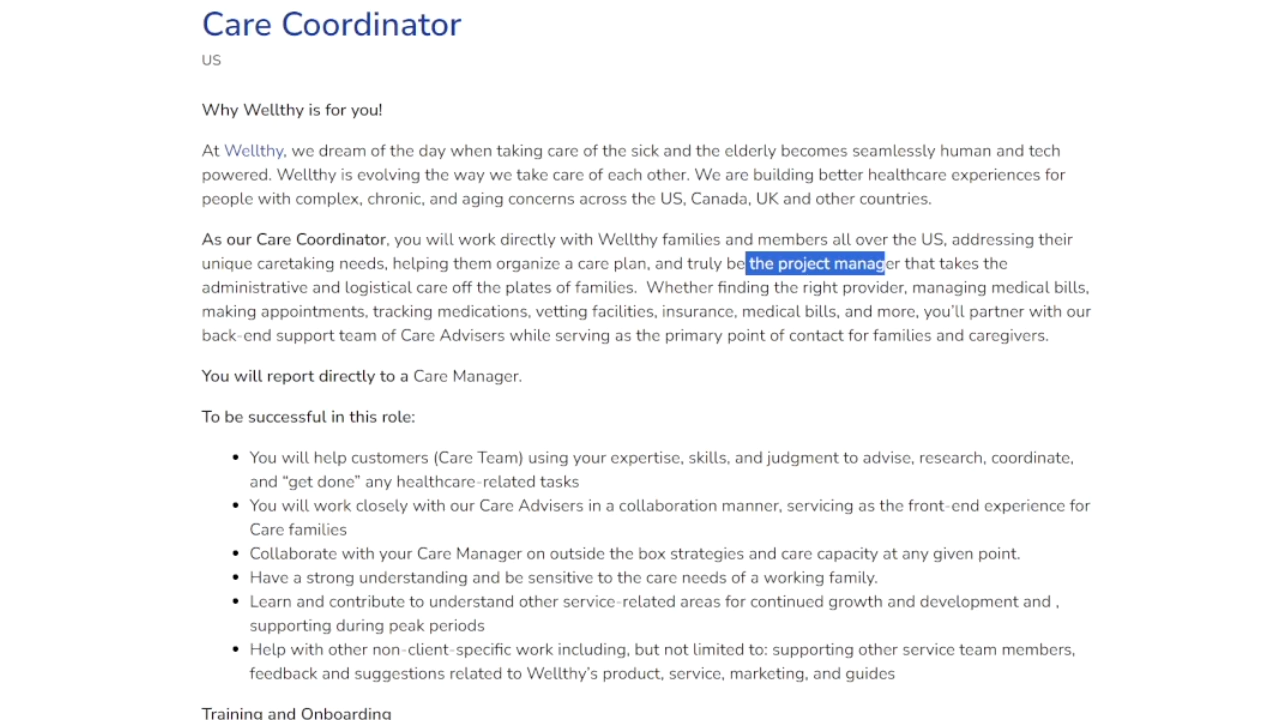 Care Coordinator
US
Why Wellthy is for you!
At Wellthy, we dream of the day when taking care of the sick and the elderly becomes seamlessly human and tech
powered. Wellthy is evolving the way we take care of each other. We are building better healthcare experiences for
people with complex, chronic, and aging concerns across the US, Canada, UK and other countries.
As our Care Coordinator, you will work directly with Wellthy families and members all over the US, addressing their
unique caretaking needs, helping them organize a care plan, and truly be the project manager that takes the
administrative and logistical care off the plates of families.  Whether finding the right provider, managing medical bills,
making appointments, tracking medications, vetting facilities, insurance, medical bills, and more, you'll partner with our
back-end support team of Care Advisers while serving as the primary point of contact for families and caregivers.
You will report directly to a Care Manager.
To be successful in this role:
• You will help customers (Care Team) using your expertise, skills, and judgment to advise, research, coordinate,
and “get done” any healthcare-related tasks
• You will work closely with our Care Advisers in a collaboration manner, servicing as the front-end experience for
Care families
• Collaborate with your Care Manager on outside the box strategies and care capacity at any given point.
• Have a strong understanding and be sensitive to the care needs of a working family.
• Learn and contribute to understand other service-related areas for continued growth and development and ,
supporting during peak periods
• Help with other non-client-specific work including, but not limited to: supporting other service team members,
feedback and suggestions related to Wellthy's product, service, marketing, and guides
Training and Onboarding